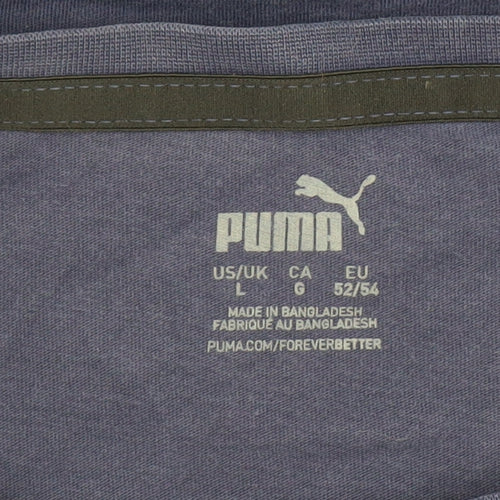 PUMA
US/UK CA EU
L G 52/54
MADE IN BANGLADESH
FABRIQUÉ AU BANGLADESH
PUMA.COM/FOREVERBETTER